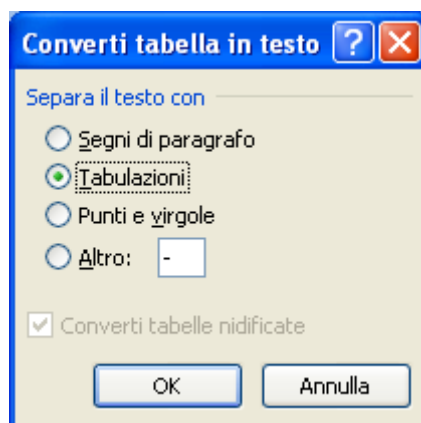 Converti tabella in testo
Separa il testo con
Segni di paragrafo
Tabulazioni
Punti e virgole
Altro: -
Converti tabelle nidificate
OK Annulla